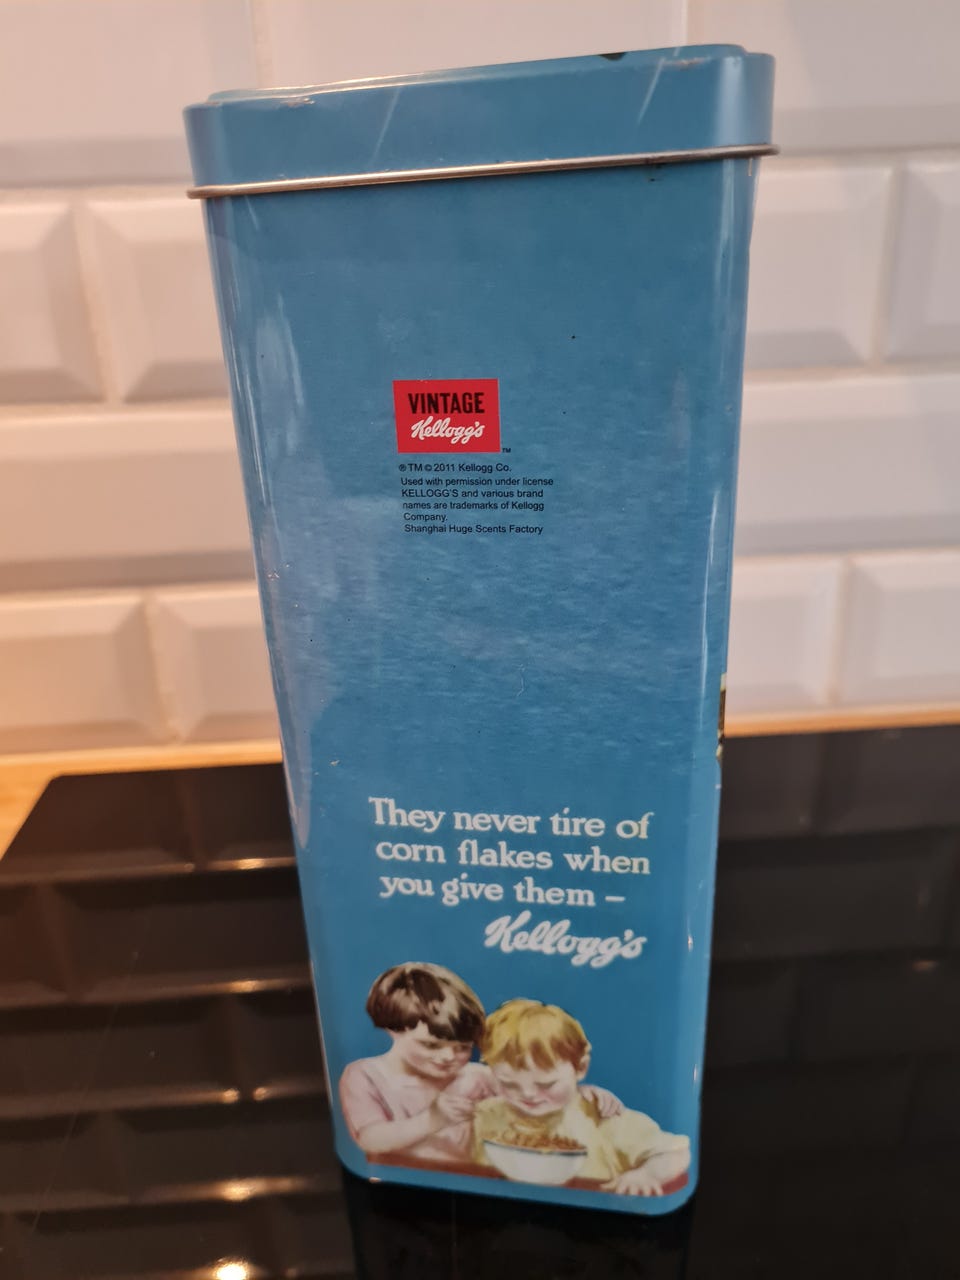 VINTAGE
Kellogg's
TM
®TM©2011 Kellogg Co.
Used with permission under license
KELLOGG'S and various brand
names are trademarks of Kellogg
Company.
Shanghai Huge Scents Factory
They never tire of
corn flakes when
you give them –
Kellogg's